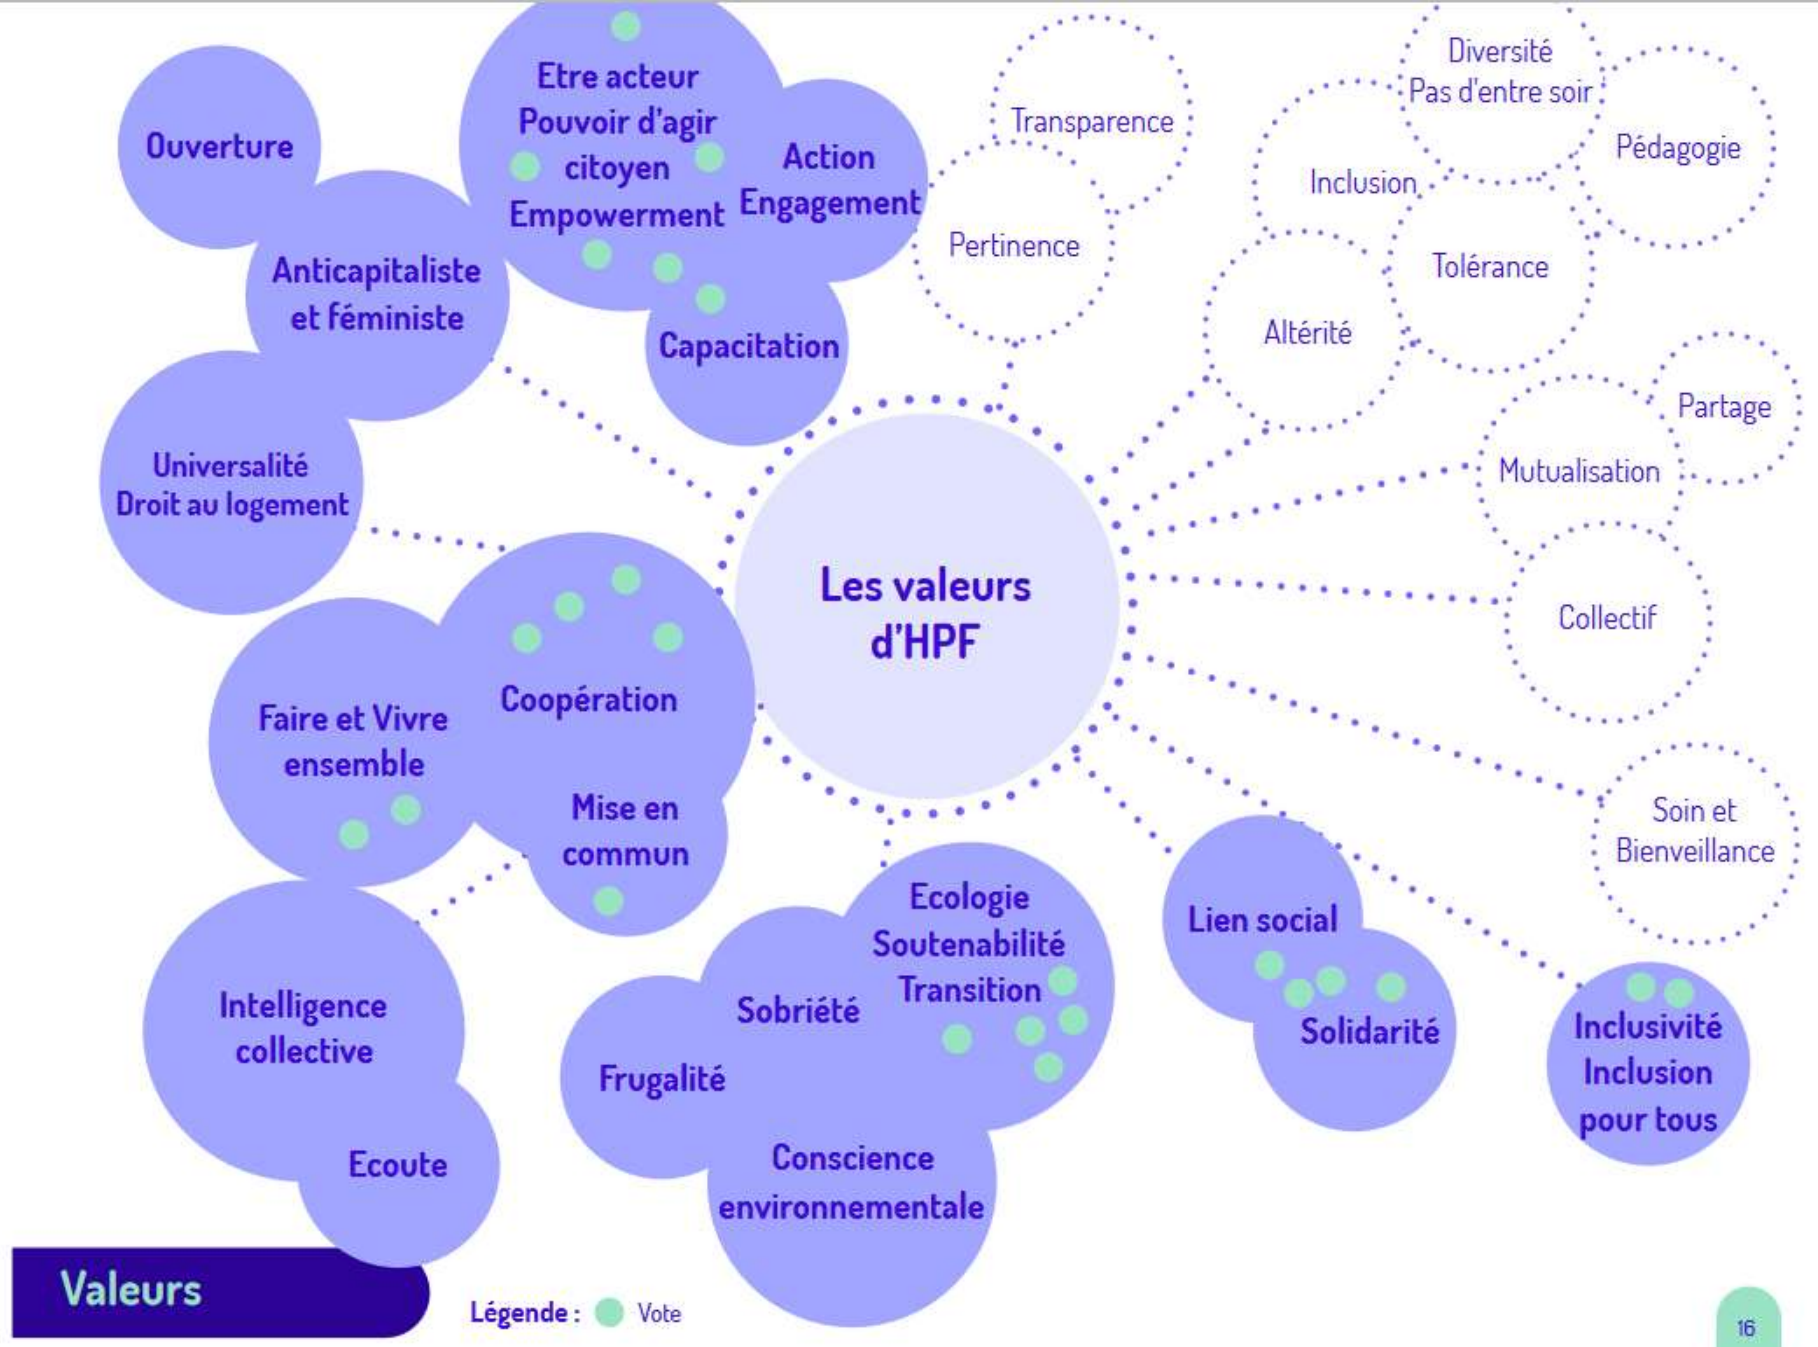 Ouverture
Anticapitaliste
et féministe
Universalité
Droit au logement
Etre acteur
Pouvoir d'agir
citoyen
Empowerment
Action
Engagement
Capacitation
Transparence
Pertinence
Diversité
Pas d'entre soir
Inclusion
Pédagogie
Tolérance
Altérité
Partage
Mutualisation
Collectif
Soin et
Bienveillance
Les valeurs
d'HPF
Coopération
Faire et Vivre
ensemble
Mise en
commun
Intelligence
collective
Ecoute
Ecologie
Soutenabilité
Transition
Sobriété
Frugalité
Conscience
environnementale
Lien social
Solidarité
Inclusivité
Inclusion
pour tous
Valeurs
Légende : Vote
16